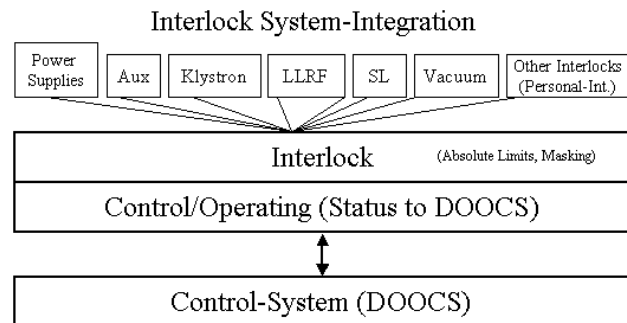 Interlock System-Integration
Power
Supplies
Aux
Klystron
LLRF
SL
Vacuum
Other Interlocks
(Personal-Int.)
Interlock (Absolute Limits, Masking)
Control/Operating (Status to DOOCS)
Control-System (DOOCS)